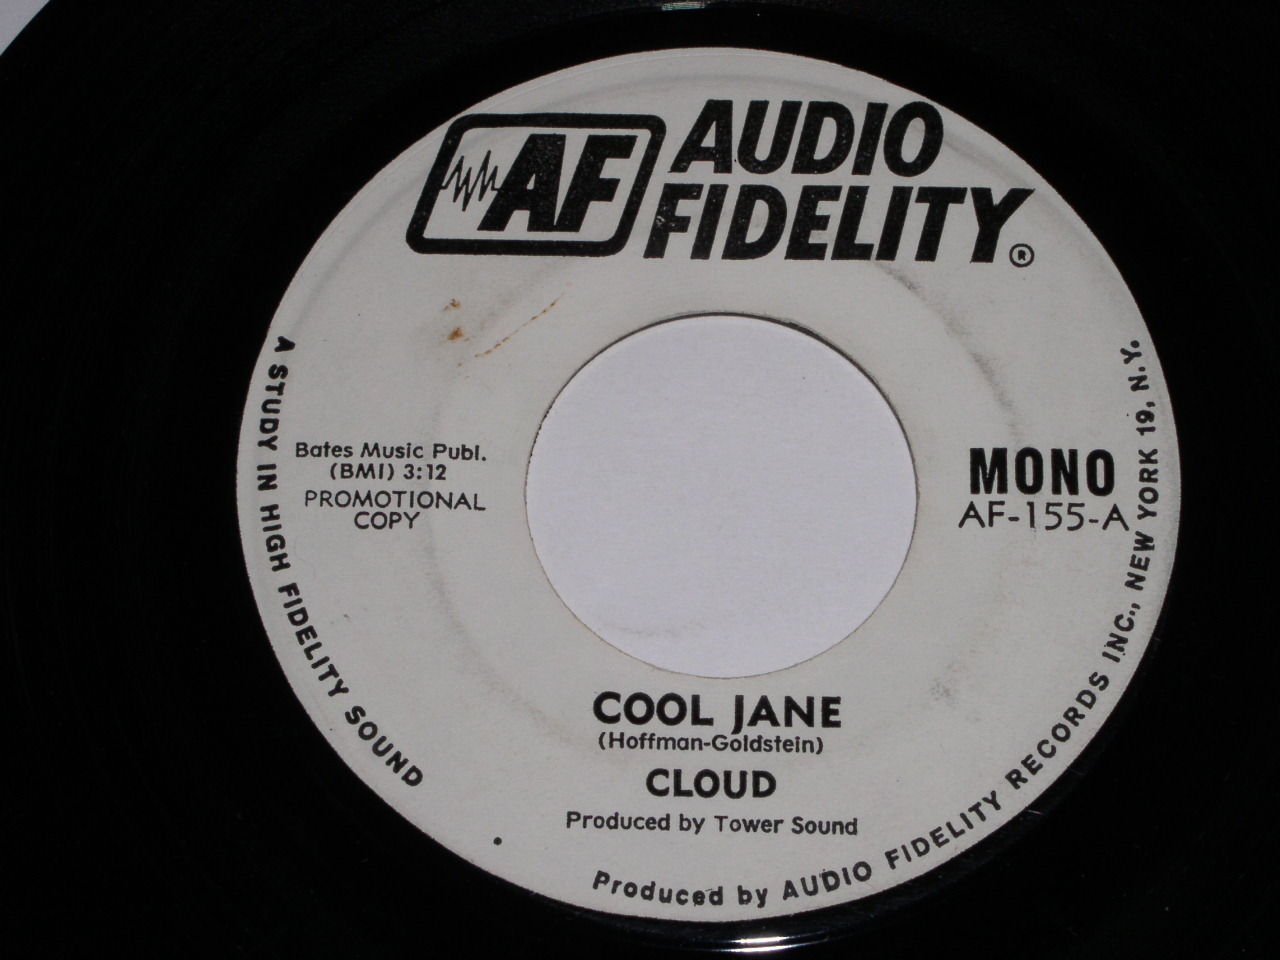 AF AUDIO
FIDELITY®
A STUDY IN HIGH FIDELITY SOUND
Bates Music Publ.
(BMI) 3:12
PROMOTIONAL
COPY
MONO
AF-155-A
COOL JANE
(Hoffman-Goldstein)
CLOUD
Produced by Tower Sound
Produced by AUDIO FIDELITY RECORDS INC., NEW YORK 19, N.Y.